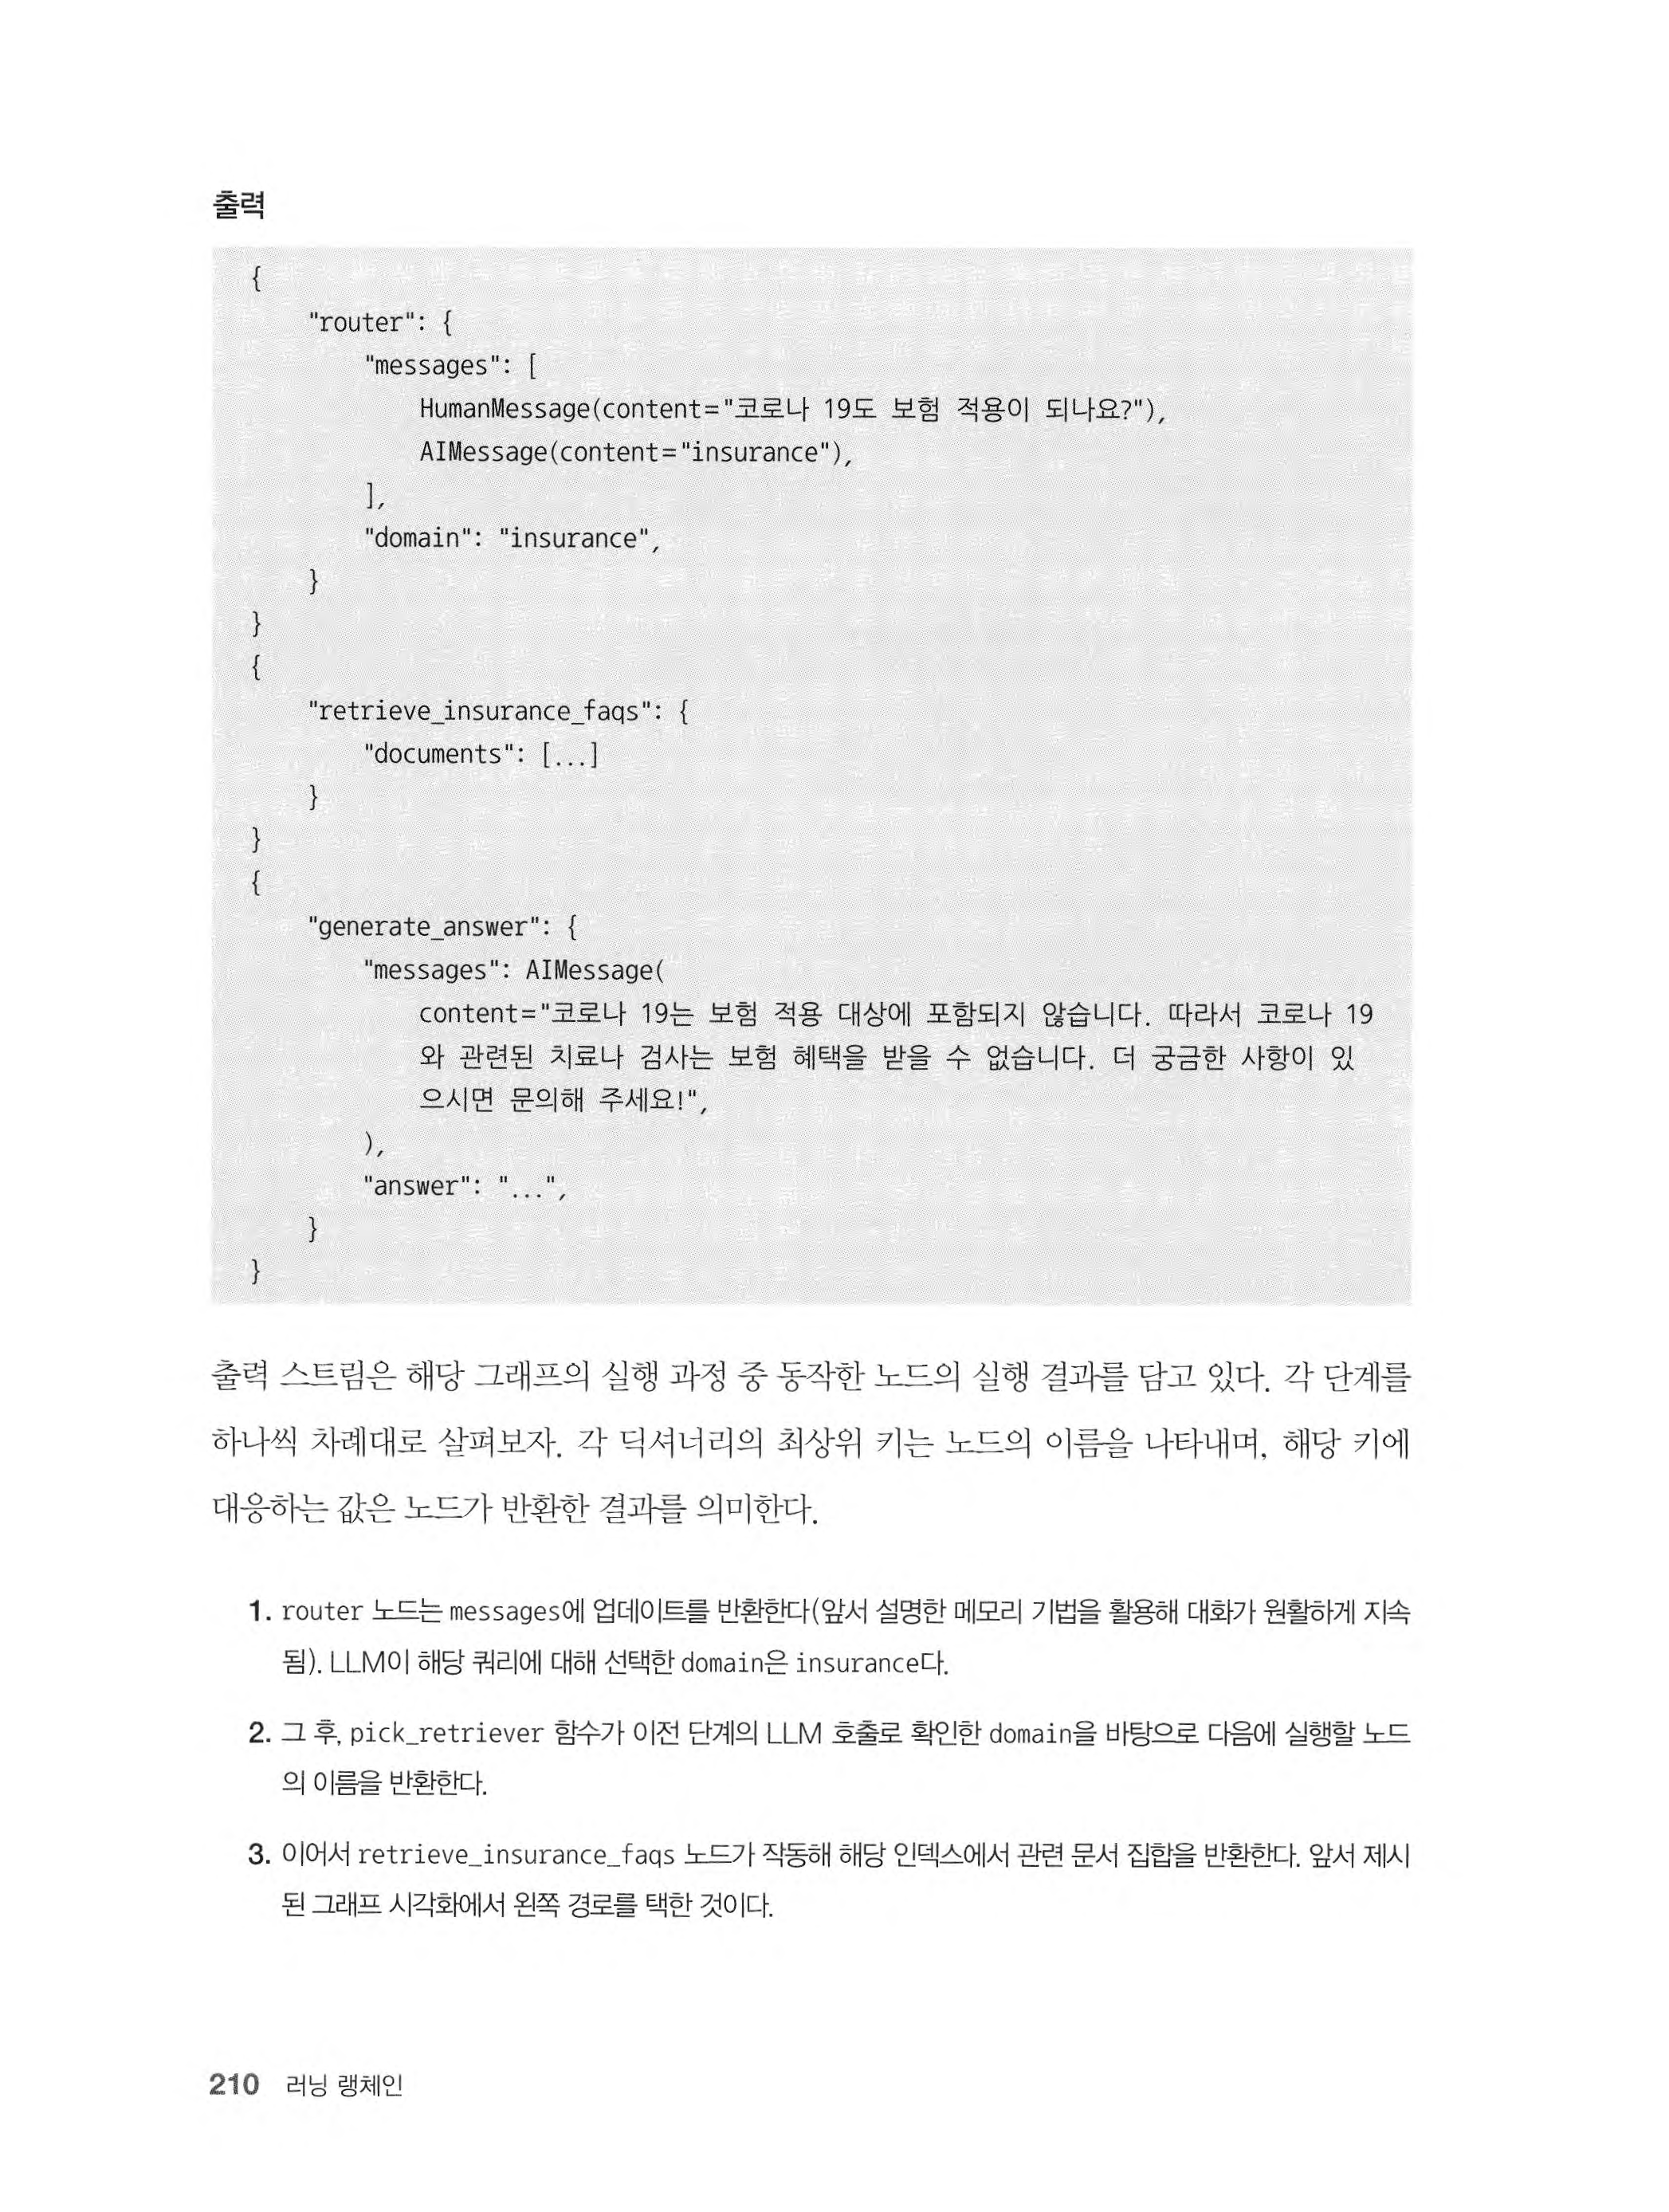 출력
{
    "router": {
        "messages": [
            HumanMessage(content="코로나 19도 보험 적용이 되나요?"),
            AIMessage(content="insurance"),
        ],
        "domain": "insurance",
    }
}
{
    "retrieve_insurance_faqs": {
        "documents": [...]
    }
}
{
    "generate_answer": {
        "messages": AIMessage(
            content="코로나 19는 보험 적용 대상에 포함되지 않습니다. 따라서 코로나 19
            와 관련된 치료나 검사는 보험 혜택을 받을 수 없습니다. 더 궁금한 사항이 있
            으시면 문의해 주세요!",
        ),
        "answer": "...",
    }
}
출력 스트림은 해당 그래프의 실행 과정 중 동작한 노드의 실행 결과를 담고 있다. 각 단계를
하나씩 차례대로 살펴보자. 각 딕셔너리의 최상위 키는 노드의 이름을 나타내며, 해당 키에
대응하는 값은 노드가 반환한 결과를 의미한다.
1. router 노드는 messages에 업데이트를 반환한다(앞서 설명한 메모리 기법을 활용해 대화가 원활하게 지속
됨). LLM이 해당 쿼리에 대해 선택한 domain은 insurance다.
2. 그 후, pick_retriever 함수가 이전 단계의 LLM 호출로 확인한 domain을 바탕으로 다음에 실행할 노드
의 이름을 반환한다.
3. 이어서 retrieve_insurance_faqs 노드가 작동해 해당 인덱스에서 관련 문서 집합을 반환한다. 앞서 제시
된 그래프 시각화에서 왼쪽 경로를 택한 것이다.
210 러닝 랭체인